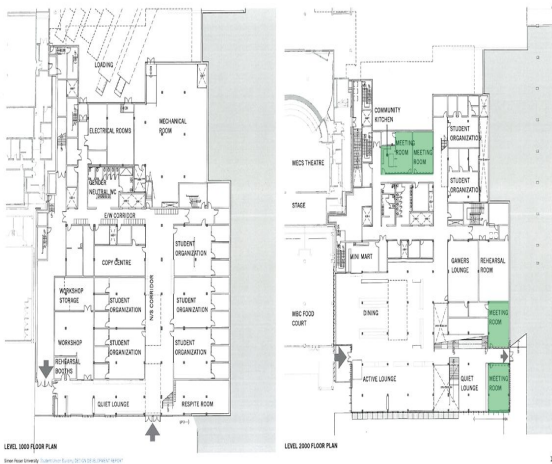 LOADING
ELECTRICAL ROOMS
MECHANICAL
ROOM
GENDER
NEUTRAL WC
E/W CORRIDOR
COPY CENTRE
STUDENT
ORGANIZATION
N/S CORRIDOR
WORKSHOP
STORAGE
STUDENT
ORGANIZATION
STUDENT
ORGANIZATION
WORKSHOP
STUDENT
ORGANIZATION
STUDENT
ORGANIZATION
REHEARSAL
BOOTHS
QUIET LOUNGE
RESPITE ROOM
LEVEL 1000 FLOOR PLAN
Simon Fraser University
COMMUNITY
KITCHEN
MEETING
ROOM
MEETING
ROOM
STUDENT
ORGANIZATION
STUDENT
ORGANIZATION
WECS THEATRE
STAGE
MINI MART
GAMERS
LOUNGE
REHEARSAL
ROOM
MBC FOOD
COURT
DINING
MEETING
ROOM
ACTIVE LOUNGE
QUIET
LOUNGE
MEETING
ROOM
LEVEL 2000 FLOOR PLAN